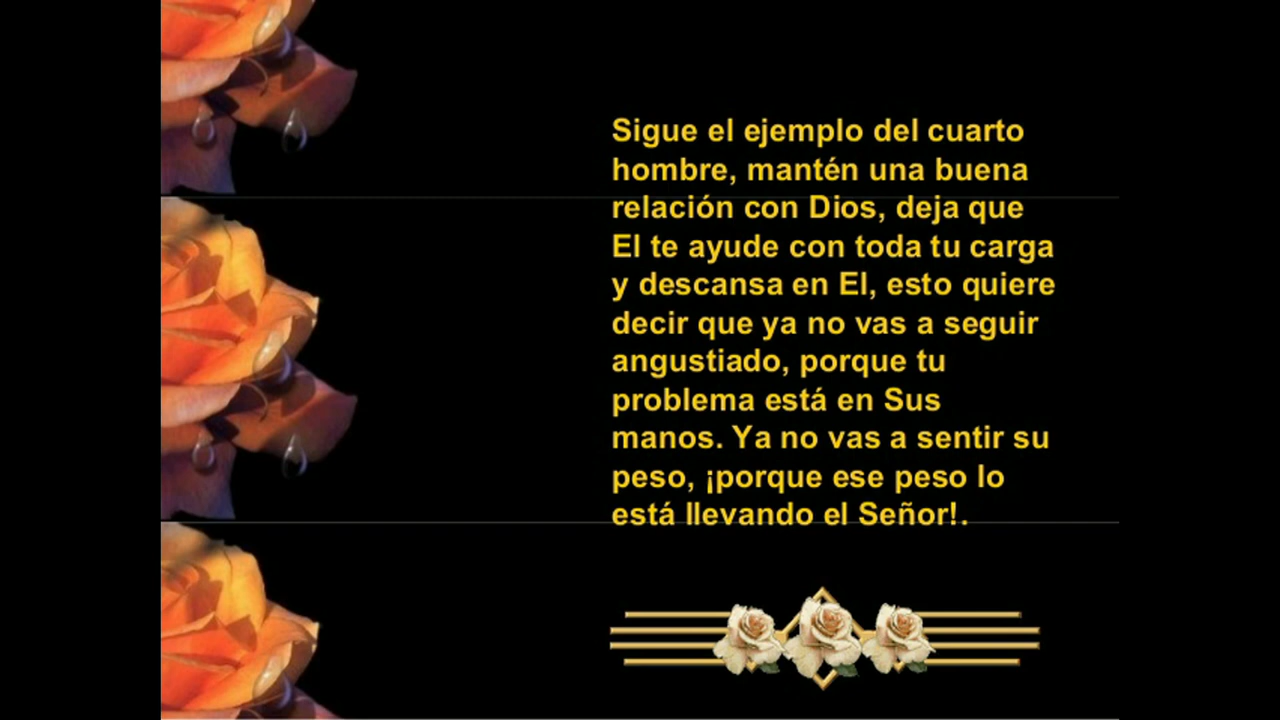 Sigue el ejemplo del cuarto
hombre, mantén una buena
relación con Dios, deja que
El te ayude con toda tu carga
y descansa en El, esto quiere
decir que ya no vas a seguir
angustiado, porque tu
problema está en Sus
manos. Ya no vas a sentir su
peso, ¡porque ese peso lo
está llevando el Señor!.